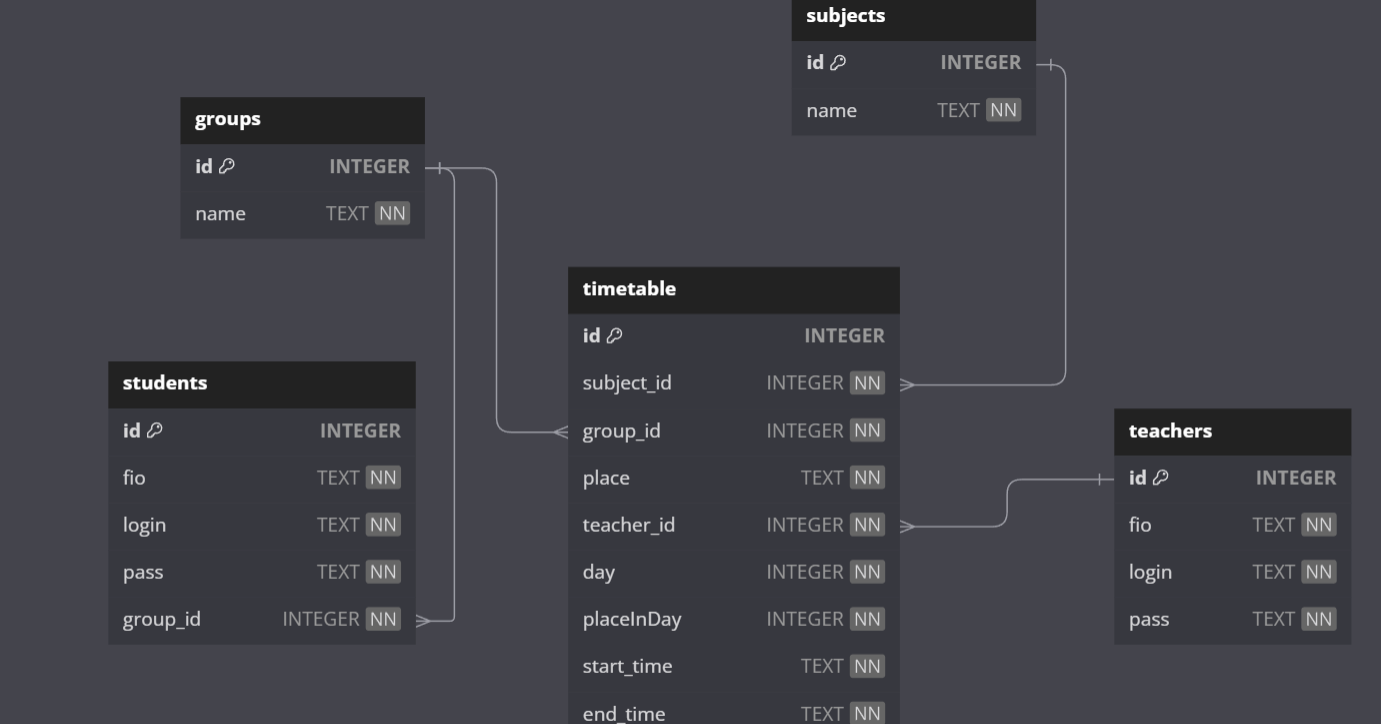 subjects
id INTEGER
name TEXT NN
groups
id INTEGER
name TEXT NN
timetable
id INTEGER
subject_id INTEGER NN
group_id INTEGER NN
place TEXT NN
teacher_id INTEGER NN
day INTEGER NN
placeInDay INTEGER NN
start_time TEXT NN
end_time TEXT NN
students
id INTEGER
fio TEXT NN
login TEXT NN
pass TEXT NN
group_id INTEGER NN
teachers
id INTEGER
fio TEXT NN
login TEXT NN
pass TEXT NN